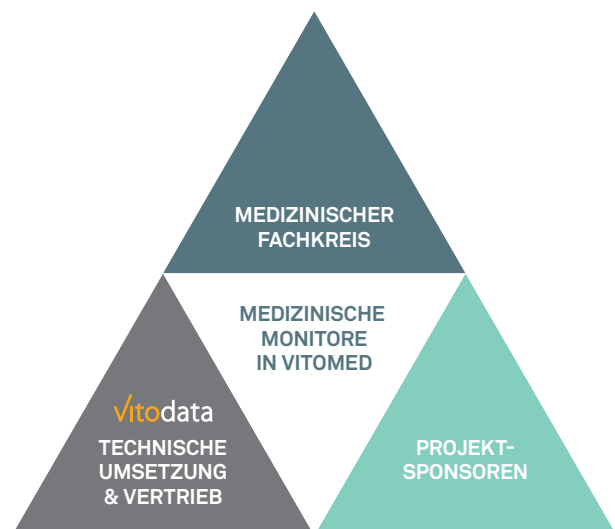 MEDIZINISCHER
FACHKREIS
MEDIZINISCHE
MONITORE
IN VITOMED
vitodata
TECHNISCHE
UMSETZUNG
& VERTRIEB
PROJEKT-
SPONSOREN